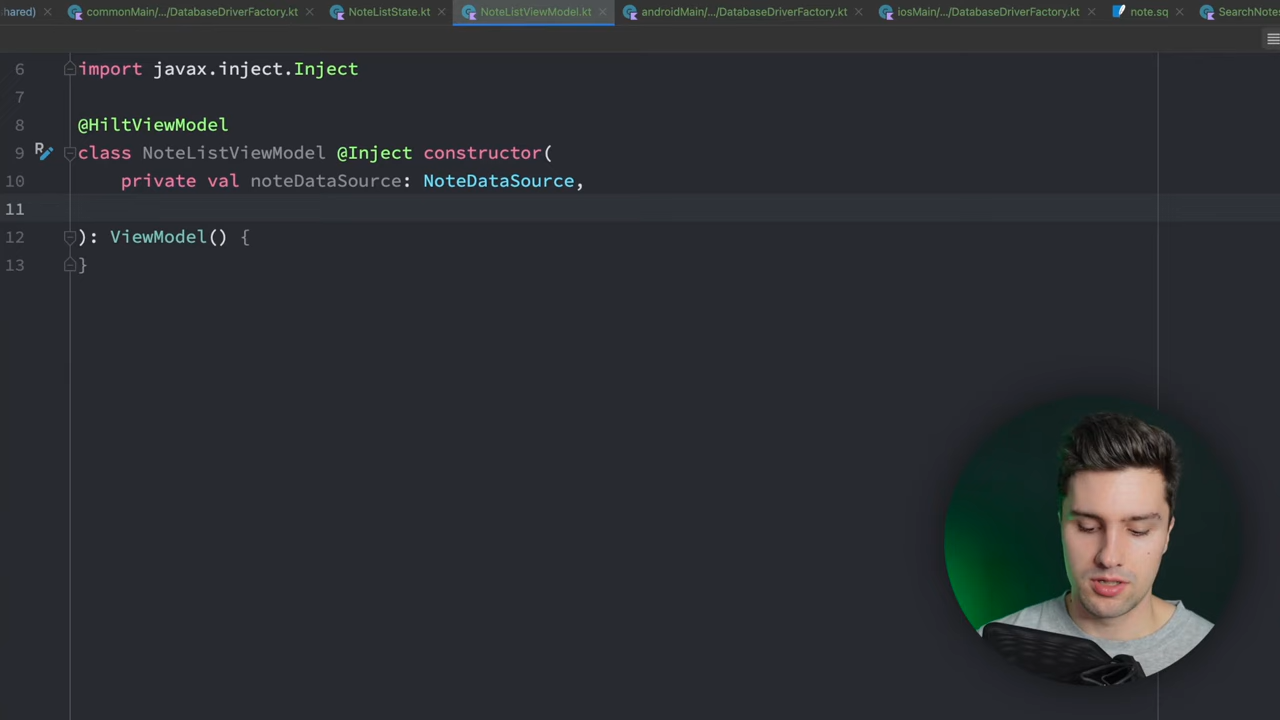 hared)
commonMain/.../DatabaseDriverFactory.kt
NoteListState.kt
NoteListViewModel.kt
androidMain/.../DatabaseDriverFactory.kt
iosMain/.../DatabaseDriverFactory.kt
note.sq
SearchNotes
6 import javax.inject.Inject
7
8 @HiltViewModel
9 class NoteListViewModel @Inject constructor(
10 private val noteDataSource: NoteDataSource,
11
12 ): ViewModel() {
13 }